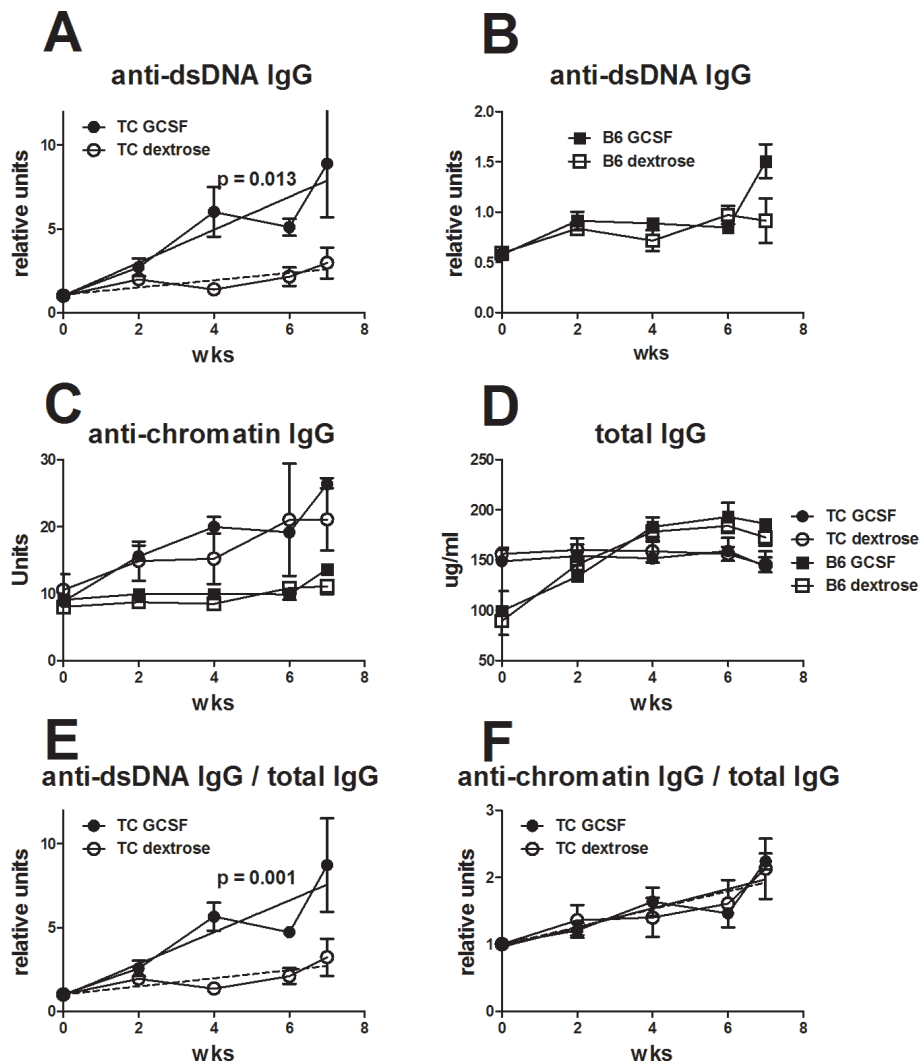 A
anti-dsDNA IgG
TC GCSF
TC dextrose
p = 0.013
relative units
10
5
0
0 2 4 6 8
wks
B
anti-dsDNA IgG
B6 GCSF
B6 dextrose
relative units
2.0
1.5
1.0
0.5
0.0
0 2 4 6 8
wks
C
anti-chromatin IgG
Units
30
20
10
0
0 2 4 6 8
wks
D
total IgG
ug/ml
250
200
150
100
50
0 2 4 6 8
wks
TC GCSF
TC dextrose
B6 GCSF
B6 dextrose
E
anti-dsDNA IgG / total IgG
TC GCSF
TC dextrose
p = 0.001
relative units
10
5
0
0 2 4 6 8
wks
F
anti-chromatin IgG / total IgG
TC GCSF
TC dextrose
relative units
3
2
1
0
0 2 4 6 8
wks